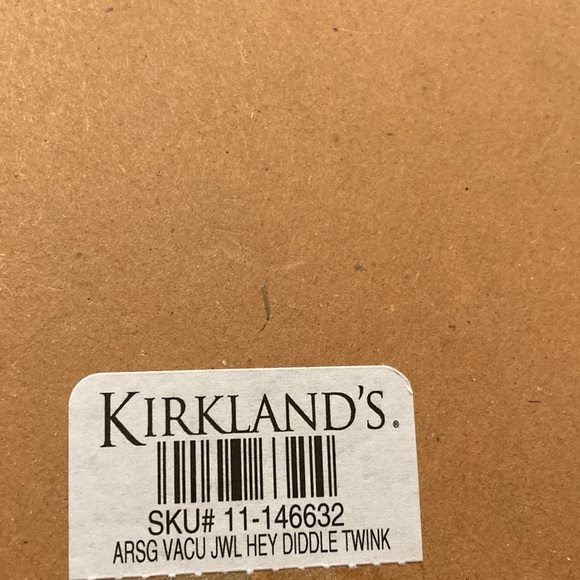 KIRKLAND'S®
SKU# 11-146632
ARSG VACU JWL HEY DIDDLE TWINK